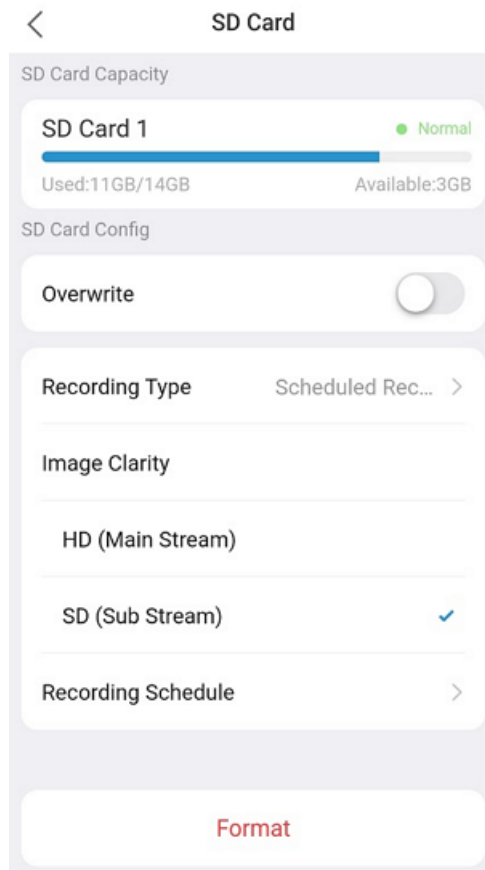 SD Card
SD Card Capacity
SD Card 1
Normal
Used:11GB/14GB
Available:3GB
SD Card Config
Overwrite
Recording Type
Scheduled Rec...
Image Clarity
HD (Main Stream)
SD (Sub Stream)
Recording Schedule
Format